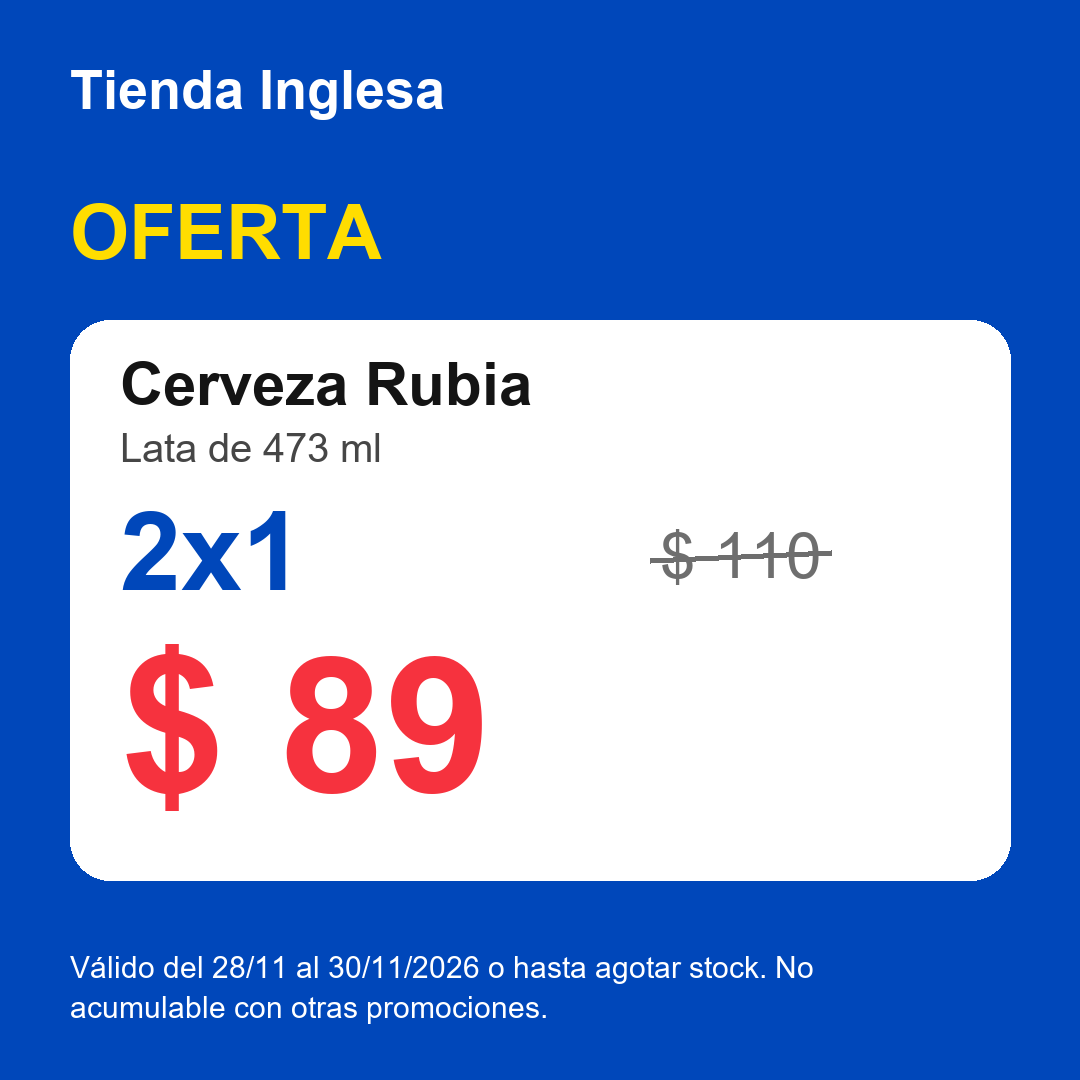 Tienda Inglesa
OFERTA
Cerveza Rubia
Lata de 473 ml
2x1
$ 110
$ 89
Válido del 28/11 al 30/11/2026 o hasta agotar stock. No
acumulable con otras promociones.